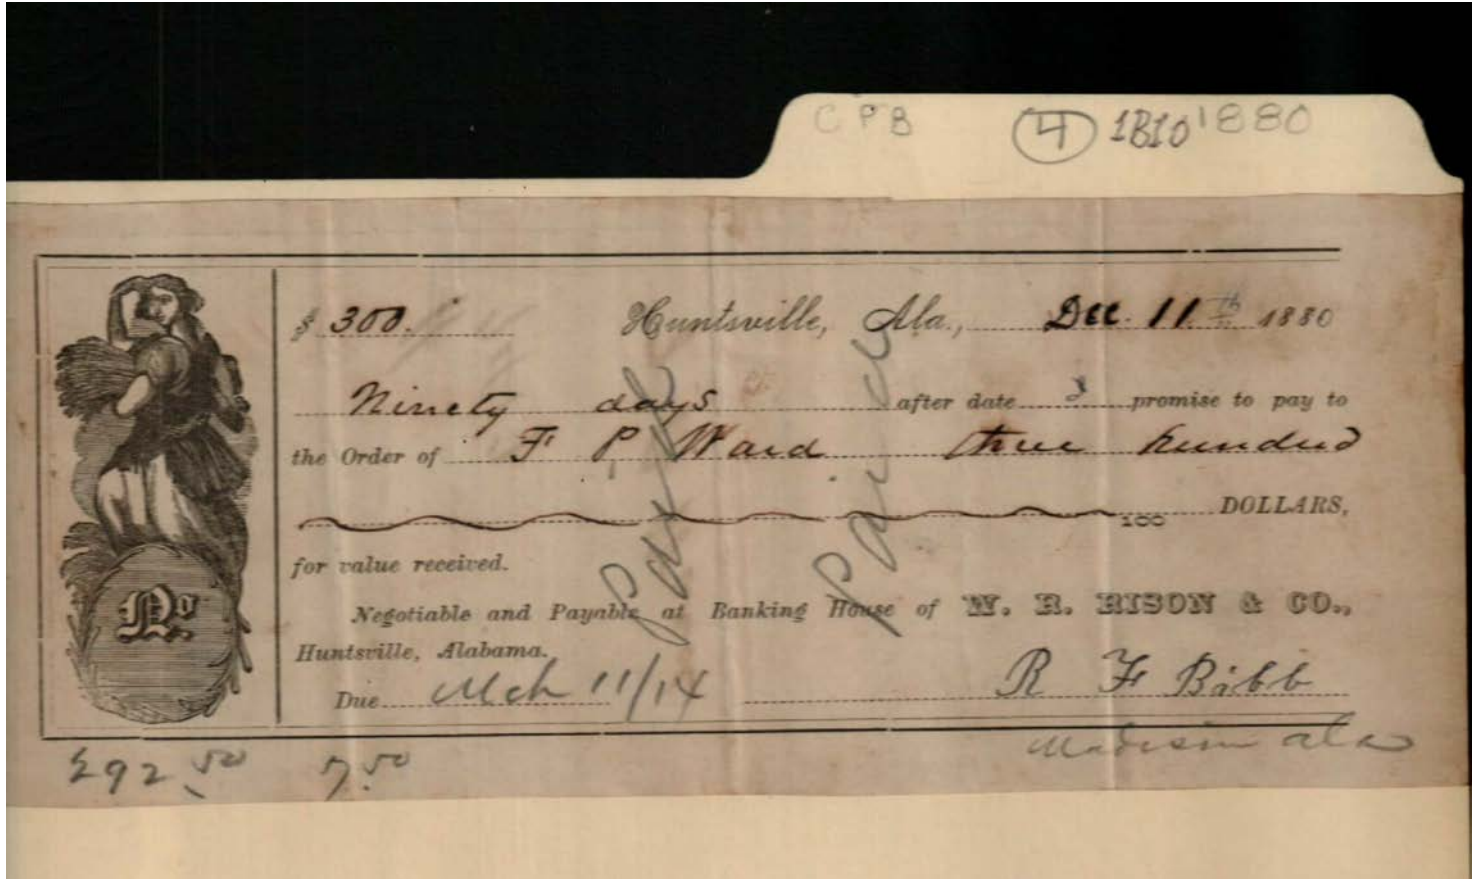 CPB 4 1B10 1880
$ 300. Huntsville, Ala., Dec. 11th 1880
Ninety days after date I promise to pay to
the Order of F P Ward three hundred
100 DOLLARS,
for value received.
Negotiable and Payable at Banking House of W. R. RISON & CO.,
Huntsville, Alabama.
Due Mch 11/14 R F Bibb
Madison ala
292.50 7.50
No.
Paid
Paid